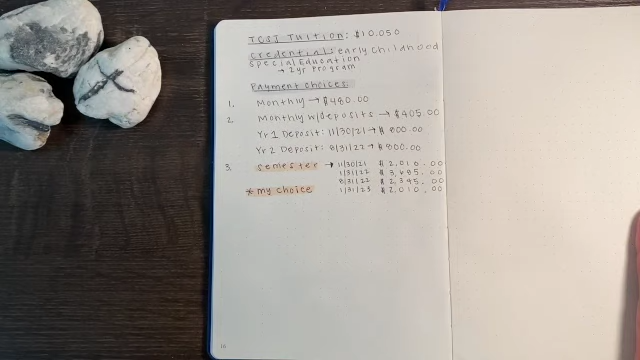 TCSJ Tuition: $10.050
Credential: early Childhood
Special Education
→ 2yr Program
Payment Choices
1. Monthly → $480.00
2. Monthly w/deposits → $405.00
Yr 1 Deposit: 11/30/21 → $800.00
Yr 2 Deposit: 8/31/22 → $800.00
3. Semester → 11/30/21 $2,010.00
1/31/22 $3,685.00
8/31/22 $2,345.00
* my choice 1/31/23 $2,010.00